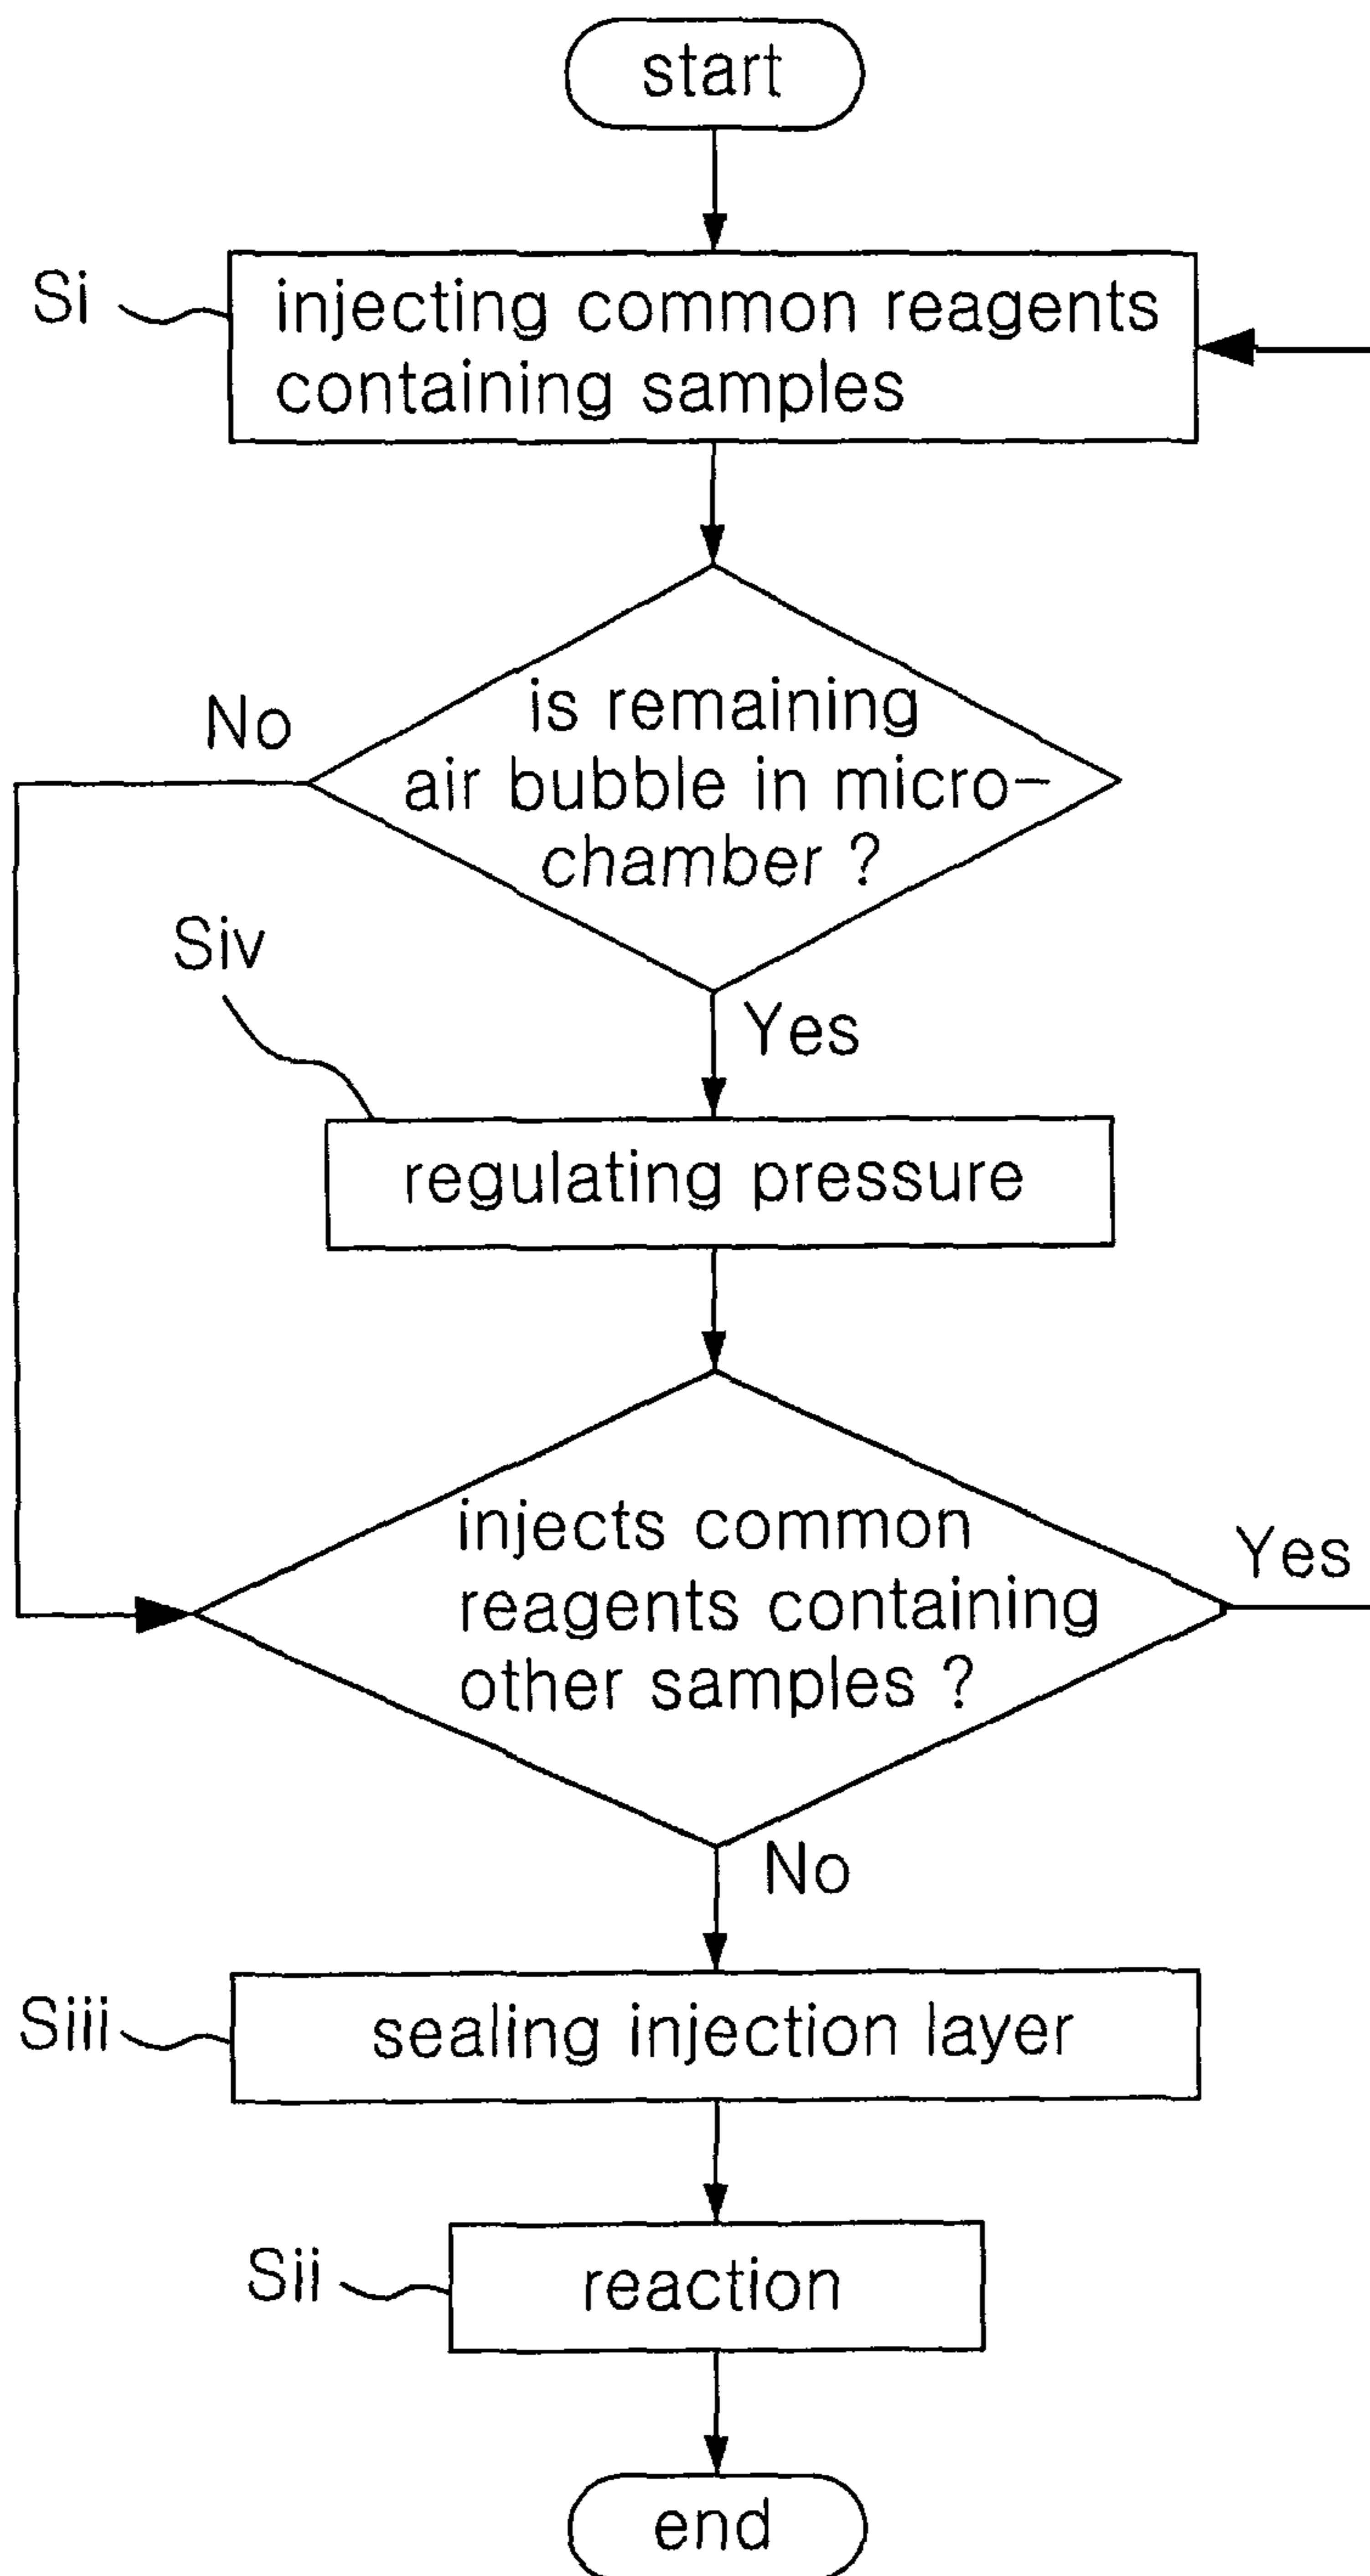 start
Si
injecting common reagents
containing samples
No
is remaining
air bubble in micro-
chamber ?
Siv
Yes
regulating pressure
injects common
reagents containing
other samples ?
Yes
No
Siii
sealing injection layer
Sii
reaction
end